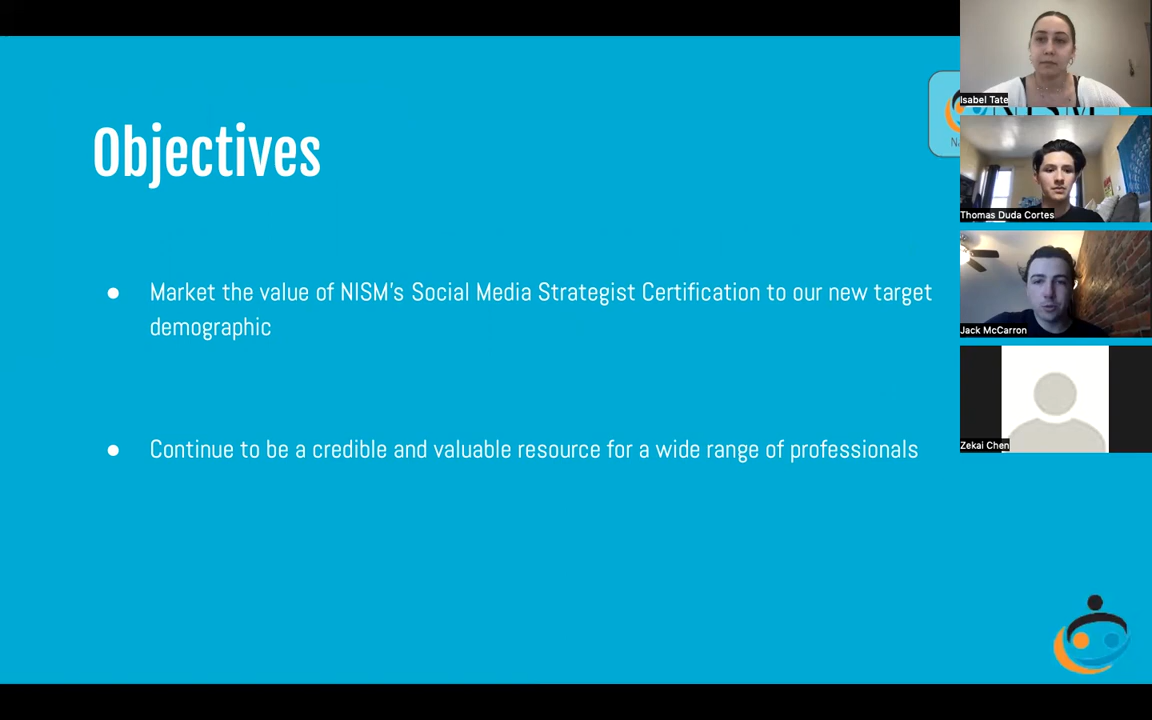 Objectives
Market the value of NISM's Social Media Strategist Certification to our new target
demographic
Continue to be a credible and valuable resource for a wide range of professionals
Isabel Tate
Thomas Duda Cortes
Jack McCarron
Zekai Chen